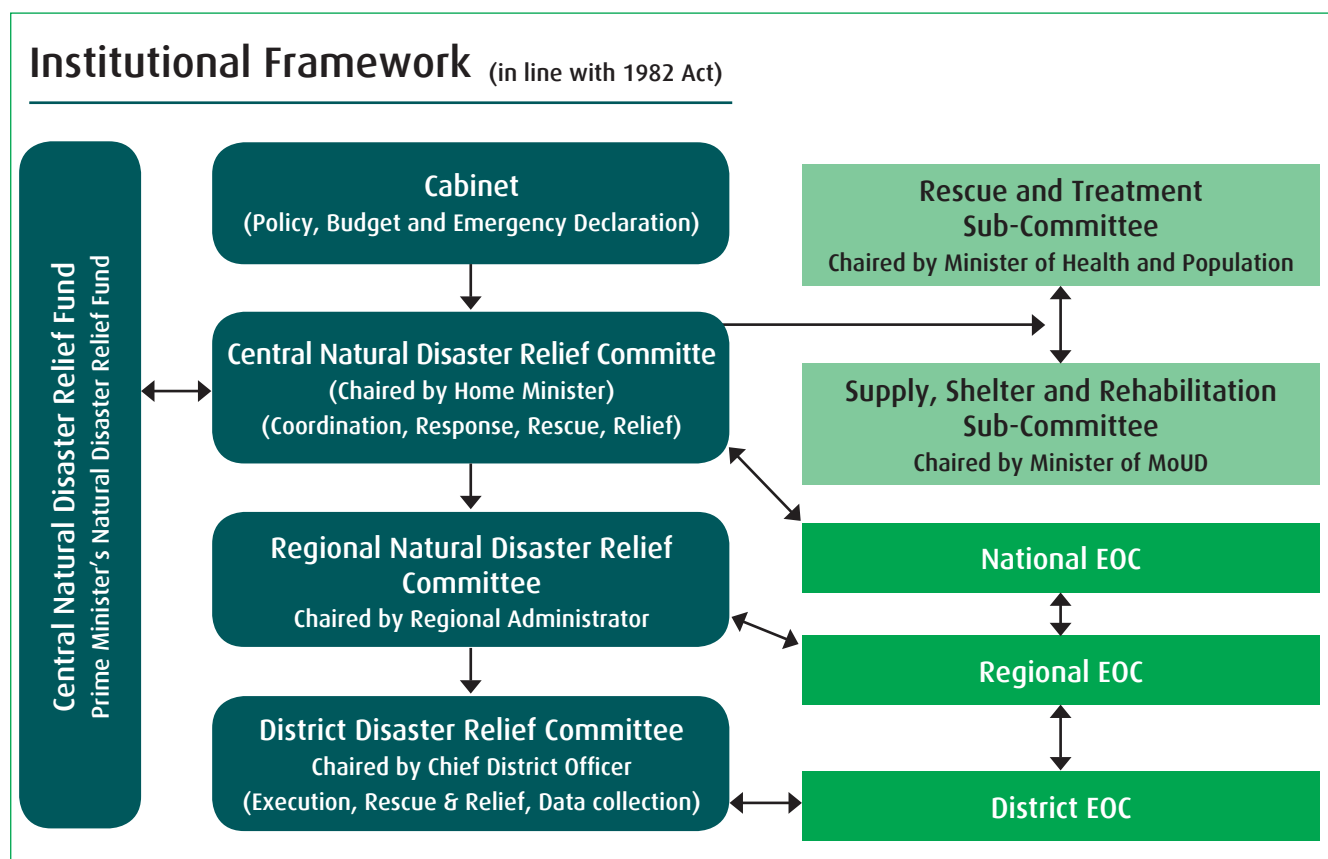 Institutional Framework (in line with 1982 Act)
Central Natural Disaster Relief Fund
Prime Minister's Natural Disaster Relief Fund
Cabinet
(Policy, Budget and Emergency Declaration)
Central Natural Disaster Relief Committe
(Chaired by Home Minister)
(Coordination, Response, Rescue, Relief)
Regional Natural Disaster Relief
Committee
Chaired by Regional Administrator
District Disaster Relief Committee
Chaired by Chief District Officer
(Execution, Rescue & Relief, Data collection)
Rescue and Treatment
Sub-Committee
Chaired by Minister of Health and Population
Supply, Shelter and Rehabilitation
Sub-Committee
Chaired by Minister of MoUD
National EOC
Regional EOC
District EOC